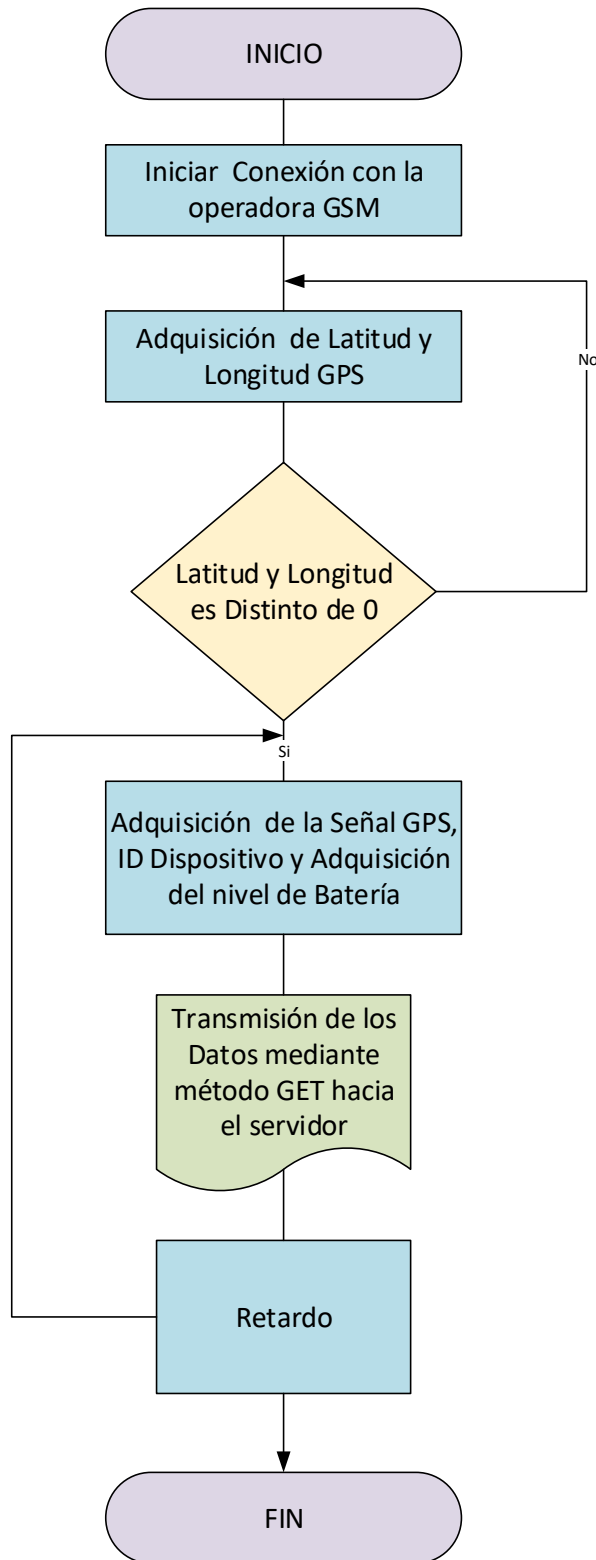 INICIO
Iniciar Conexión con la
operadora GSM
Adquisición de Latitud y
Longitud GPS
No
Latitud y Longitud
es Distinto de 0
Si
Adquisición de la Señal GPS,
ID Dispositivo y Adquisición
del nivel de Batería
Transmisión de los
Datos mediante
método GET hacia
el servidor
Retardo
FIN